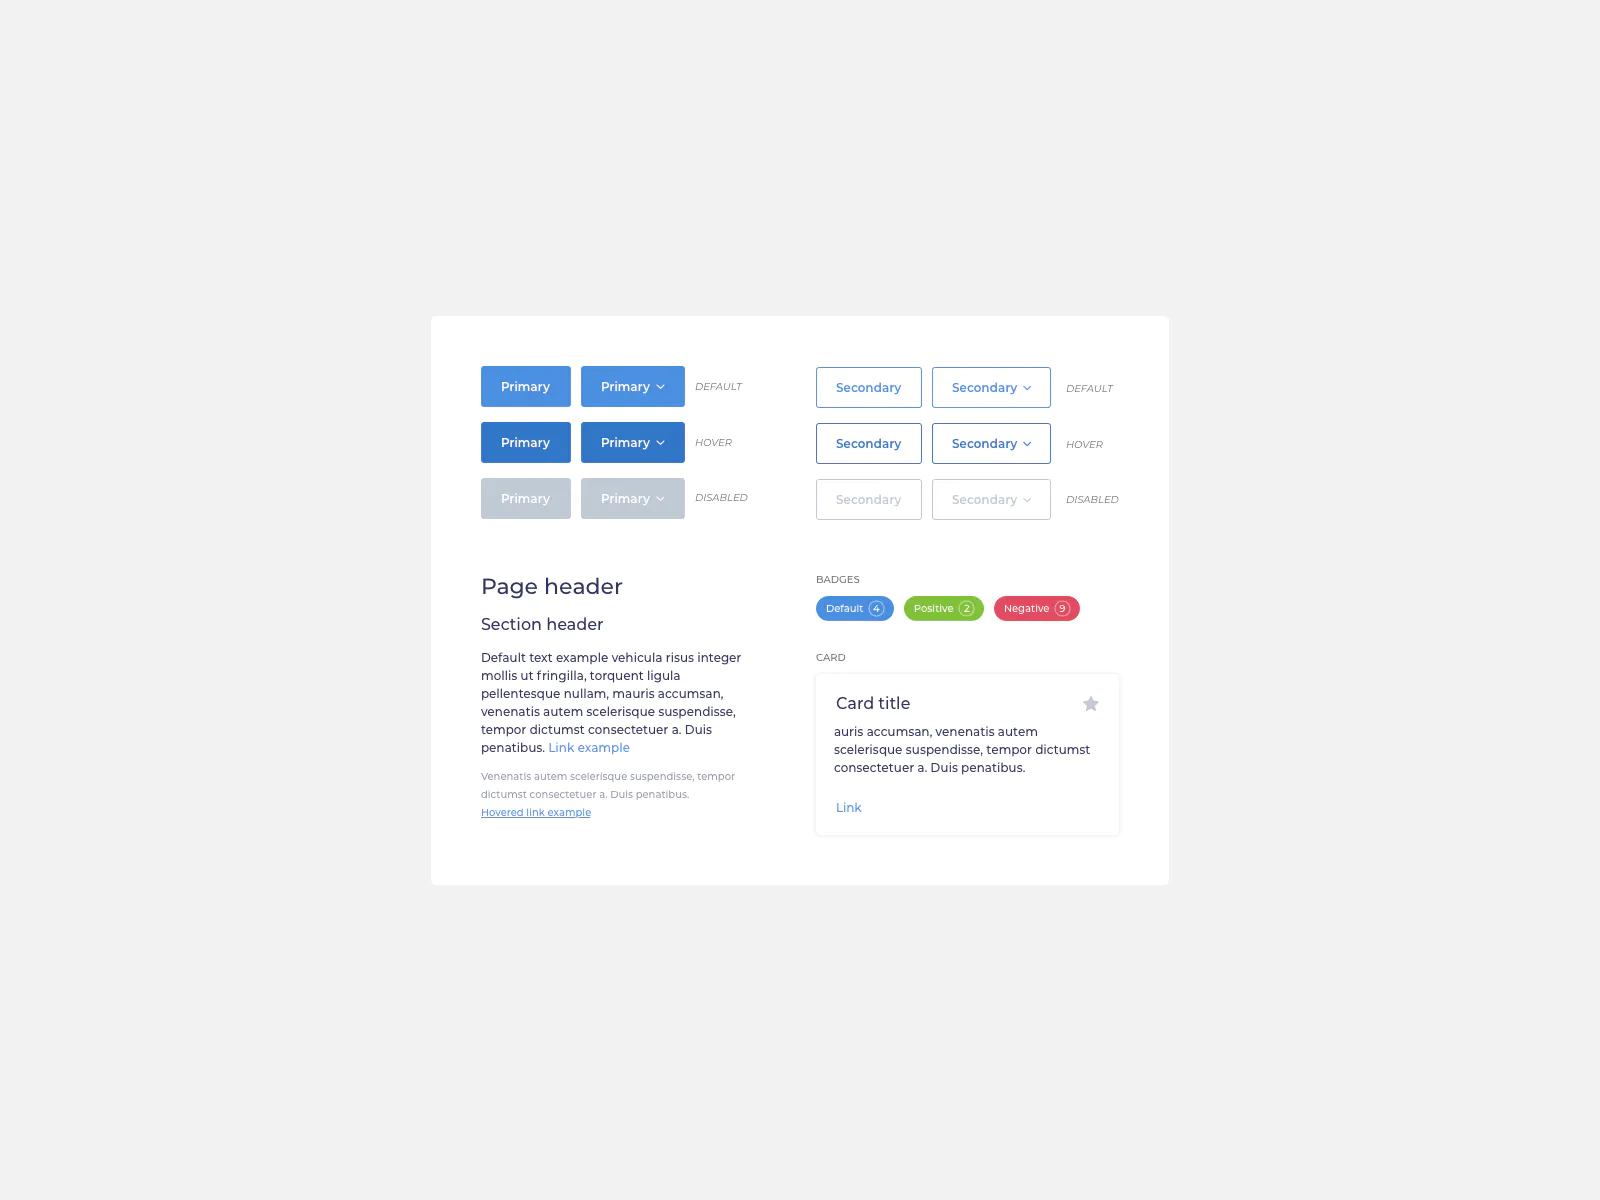 Primary Primary DEFAULT
Primary Primary HOVER
Primary Primary DISABLED
Secondary Secondary DEFAULT
Secondary Secondary HOVER
Secondary Secondary DISABLED
Page header
Section header
Default text example vehicula risus integer
mollis ut fringilla, torquent ligula
pellentesque nullam, mauris accumsan,
venenatis autem scelerisque suspendisse,
tempor dictumst consectetuer a. Duis
penatibus. Link example
Venenatis autem scelerisque suspendisse, tempor
dictumst consectetuer a. Duis penatibus.
Hovered link example
BADGES
Default 4 Positive 2 Negative 9
CARD
Card title
auris accumsan, venenatis autem
scelerisque suspendisse, tempor dictumst
consectetuer a. Duis penatibus.
Link